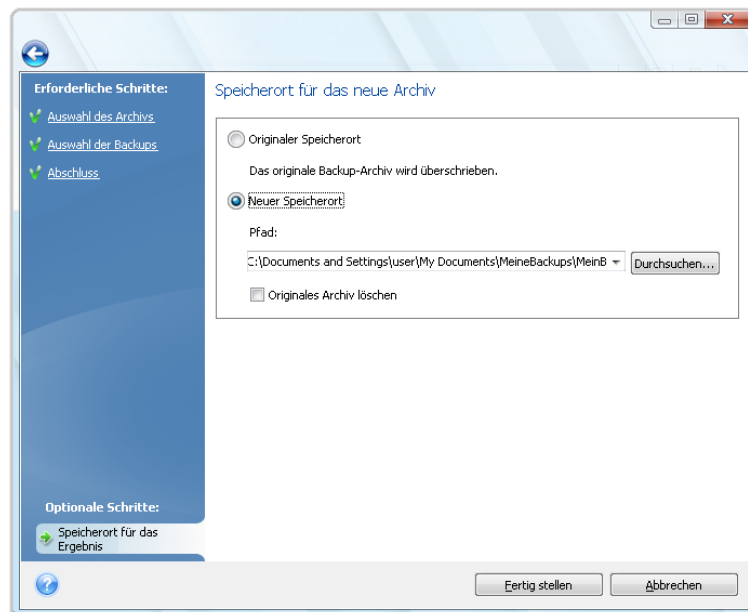 Erforderliche Schritte:
Auswahl des Archivs
Auswahl der Backups
Abschluss
Optionale Schritte:
Speicherort für das
Ergebnis
Speicherort für das neue Archiv
Originaler Speicherort
Das originale Backup-Archiv wird überschrieben.
Neuer Speicherort
Pfad:
C:\Documents and Settings\user\My Documents\MeineBackups\MeinB
Durchsuchen...
Originales Archiv löschen
Fertig stellen
Abbrechen